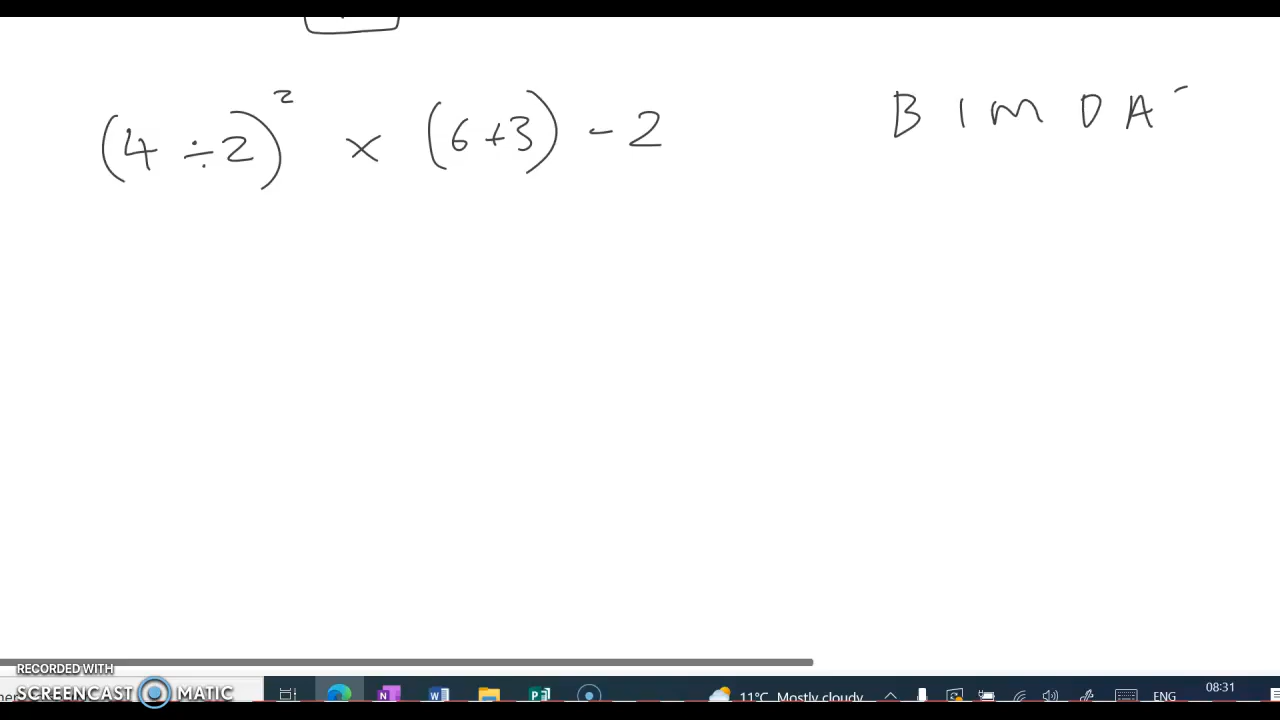 (4 ÷ 2)² × (6 + 3) - 2
B I M D A
RECORDED WITH
SCREENCAST MATIC
11°C Mostly cloudy
ENG
08:31